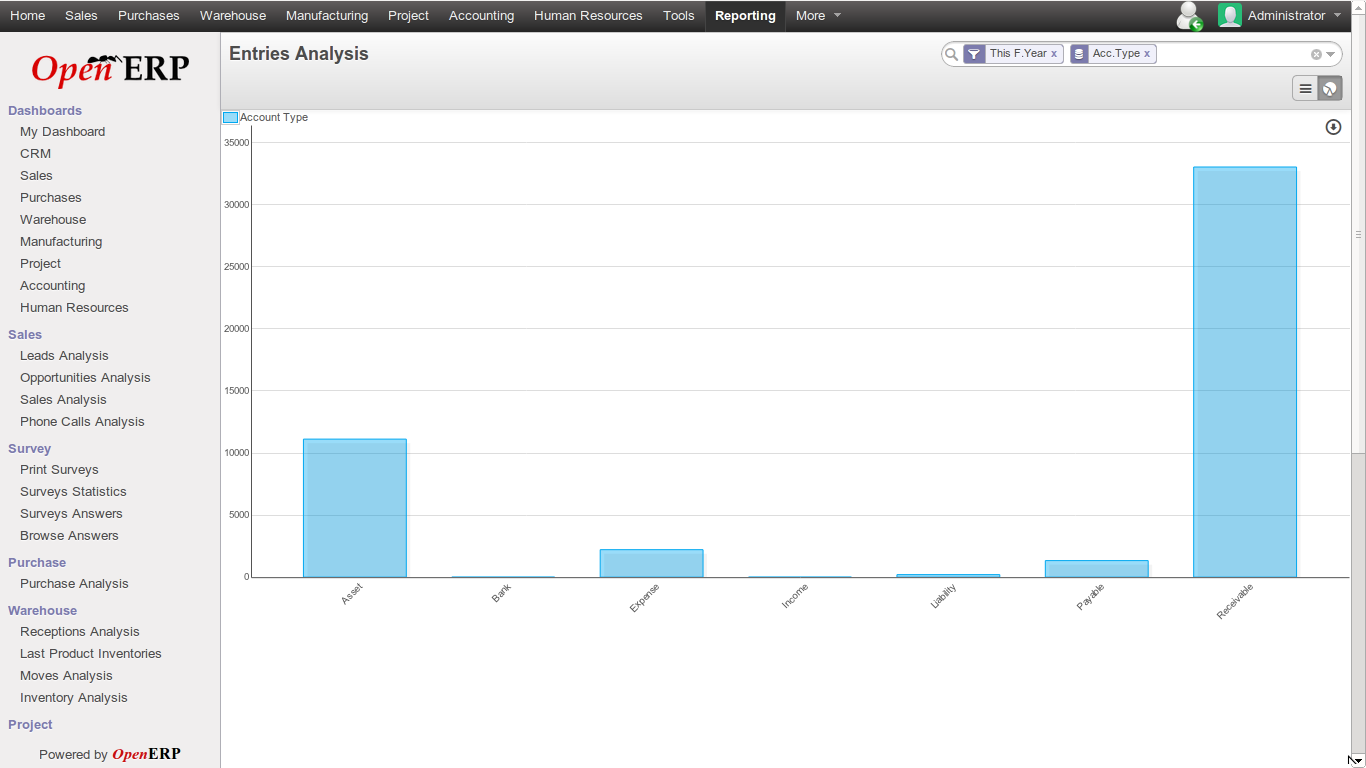 Home Sales Purchases Warehouse Manufacturing Project Accounting Human Resources Tools Reporting More Administrator
OpenERP
Entries Analysis
This F.Year x Acc.Type x
Dashboards
My Dashboard
CRM
Sales
Purchases
Warehouse
Manufacturing
Project
Accounting
Human Resources
Sales
Leads Analysis
Opportunities Analysis
Sales Analysis
Phone Calls Analysis
Survey
Print Surveys
Surveys Statistics
Surveys Answers
Browse Answers
Purchase
Purchase Analysis
Warehouse
Receptions Analysis
Last Product Inventories
Moves Analysis
Inventory Analysis
Project
Powered by OpenERP
Account Type
35000
30000
25000
20000
15000
10000
5000
0
Asset Bank Expense Income Liability Payable Receivable